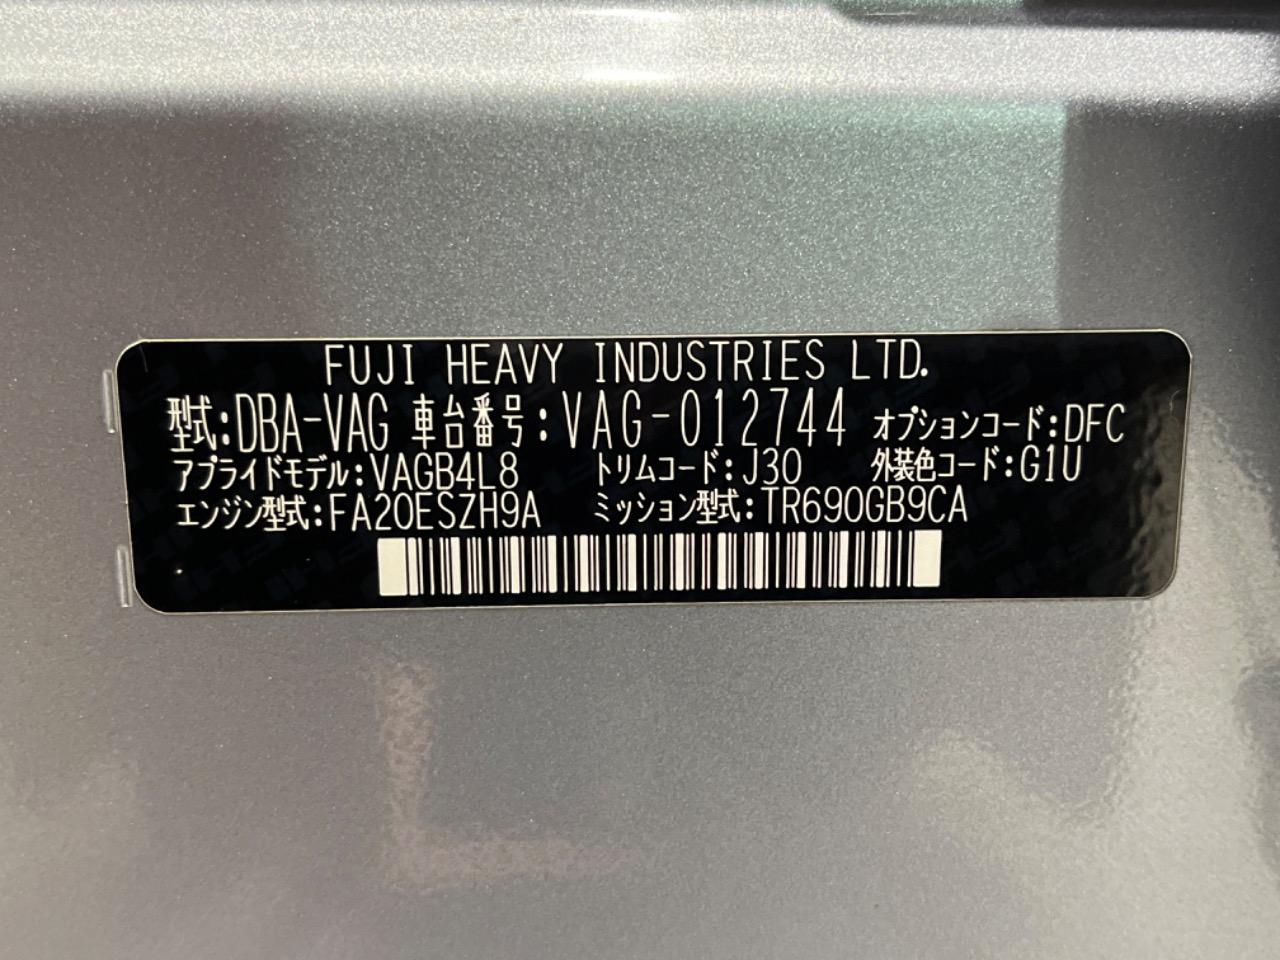 FUJI HEAVY INDUSTRIES LTD.
型式:DBA-VAG 車台番号:VAG-012744 オプションコード:DFC
アプライドモデル:VAGB4L8 トリムコード:J30 外装色コード:G1U
エンジン型式:FA20ESZH9A ミッション型式:TR690GB9CA